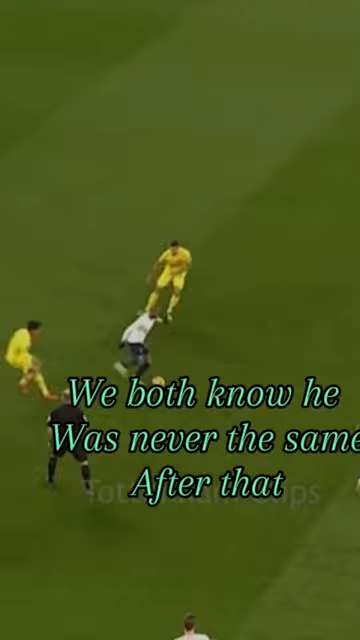 We both know he
Was never the same
After that